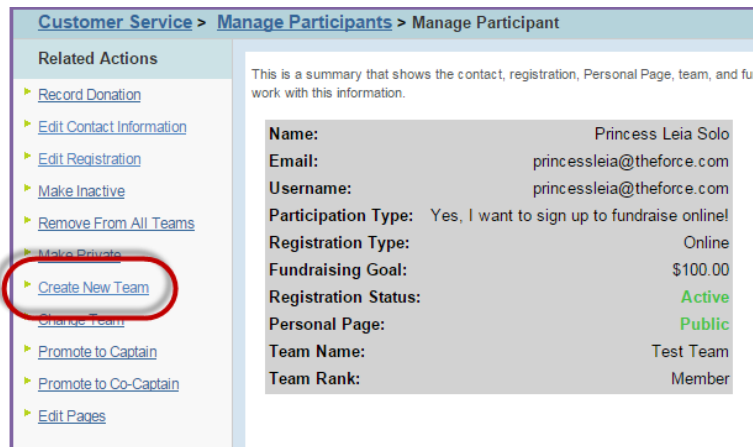 Customer Service > Manage Participants > Manage Participant
Related Actions
Record Donation
Edit Contact Information
Edit Registration
Make Inactive
Remove From All Teams
Make Private
Create New Team
Change Team
Promote to Captain
Promote to Co-Captain
Edit Pages
This is a summary that shows the contact, registration, Personal Page, team, and fu
work with this information.
Name: Princess Leia Solo
Email: princessleia@theforce.com
Username: princessleia@theforce.com
Participation Type: Yes, I want to sign up to fundraise online!
Registration Type: Online
Fundraising Goal: $100.00
Registration Status: Active
Personal Page: Public
Team Name: Test Team
Team Rank: Member